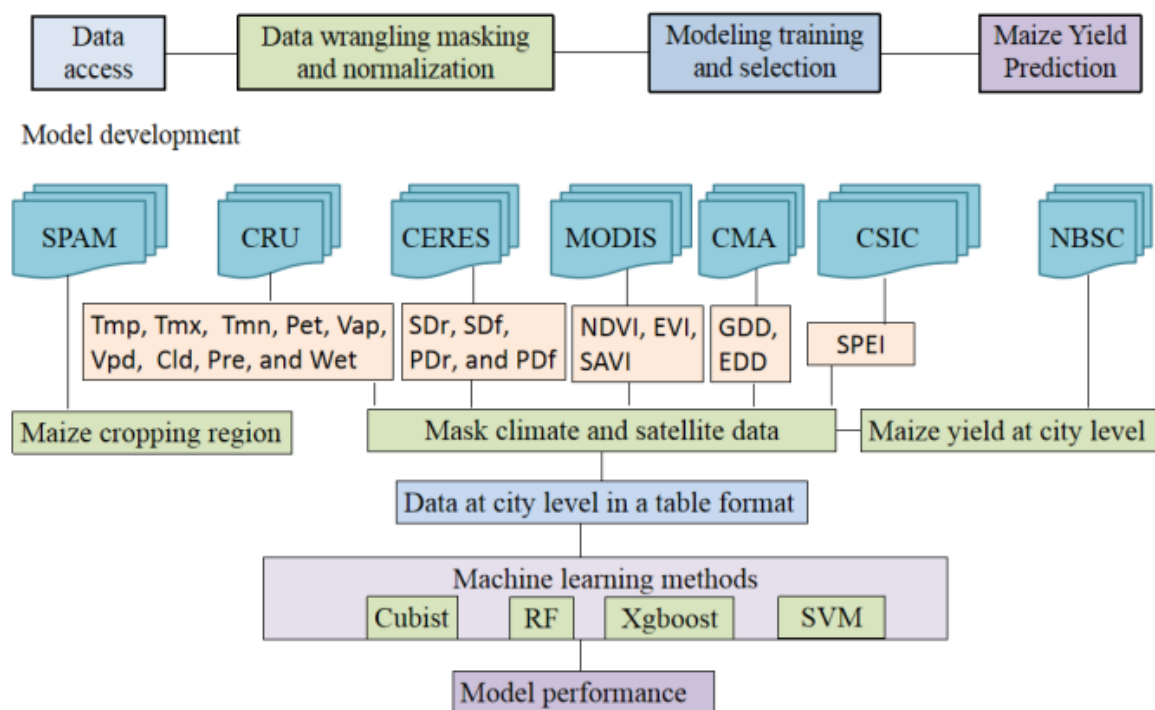 Data
access
Data wrangling masking
and normalization
Modeling training
and selection
Maize Yield
Prediction
Model development
SPAM
CRU
CERES
MODIS
CMA
CSIC
NBSC
Tmp, Tmx, Tmn, Pet, Vap,
Vpd, Cld, Pre, and Wet
SDr, SDf,
PDr, and PDf
NDVI, EVI,
SAVI
GDD,
EDD
SPEI
Maize cropping region
Mask climate and satellite data
Maize yield at city level
Data at city level in a table format
Machine learning methods
Cubist
RF
Xgboost
SVM
Model performance